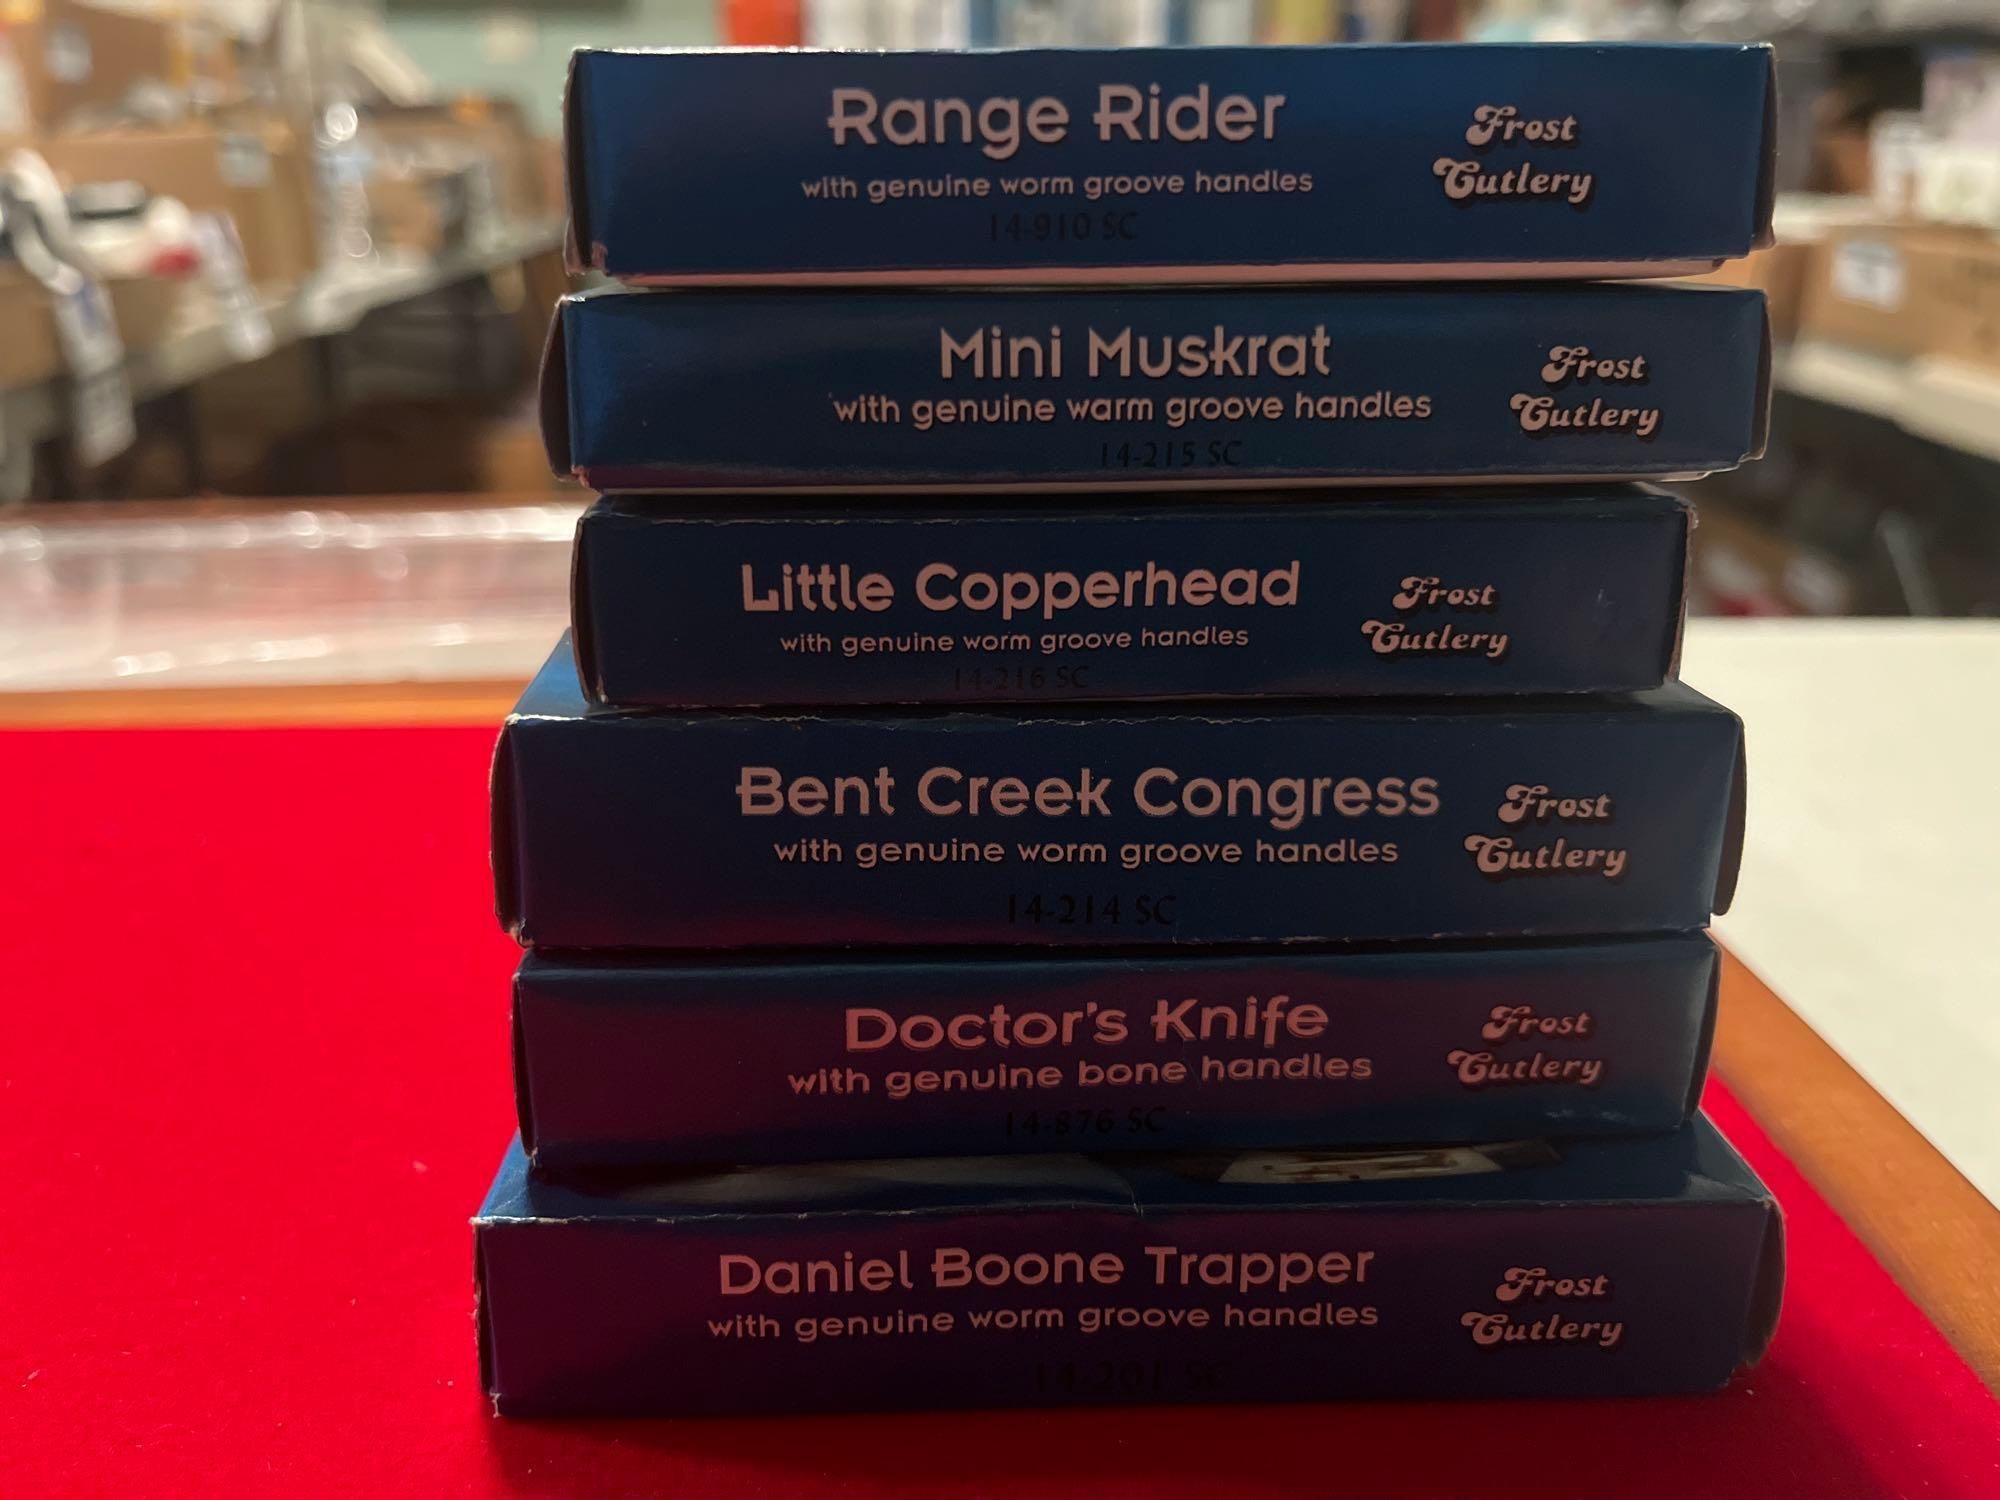 Range Rider
with genuine worm groove handles
14-910 SC
Frost
Cutlery
Mini Muskrat
with genuine warm groove handles
14-215 SC
Frost
Cutlery
Little Copperhead
with genuine worm groove handles
14-216 SC
Frost
Cutlery
Bent Creek Congress
with genuine worm groove handles
14-214 SC
Frost
Cutlery
Doctor's Knife
with genuine bone handles
14-876 SC
Frost
Cutlery
Daniel Boone Trapper
with genuine worm groove handles
14-201 SC
Frost
Cutlery